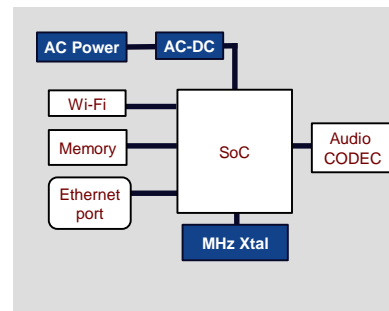 AC Power
AC-DC
Wi-Fi
Memory
Ethernet
port
SoC
Audio
CODEC
MHz Xtal